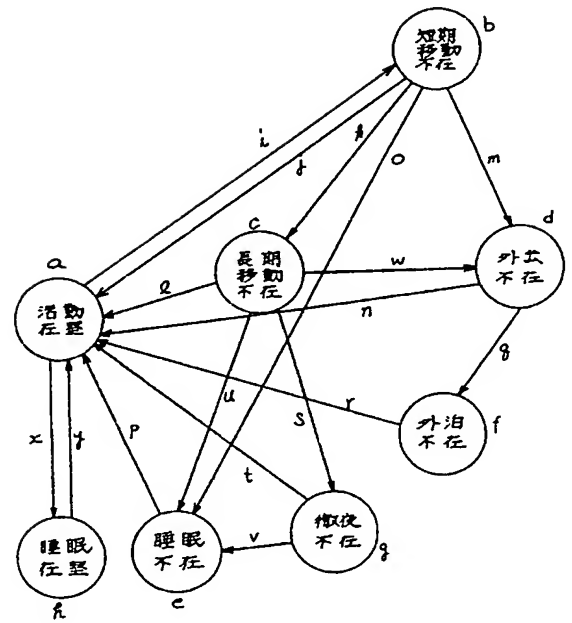 b
短期
移動
不在
i
j
k
o
m
c
d
a
長期
移動
不在
w
外出
不在
活動
在室
l
n
q
u
s
r
外泊
不在
f
x
y
p
t
睡眠
在室
睡眠
不在
v
徹夜
不在
g
h
e